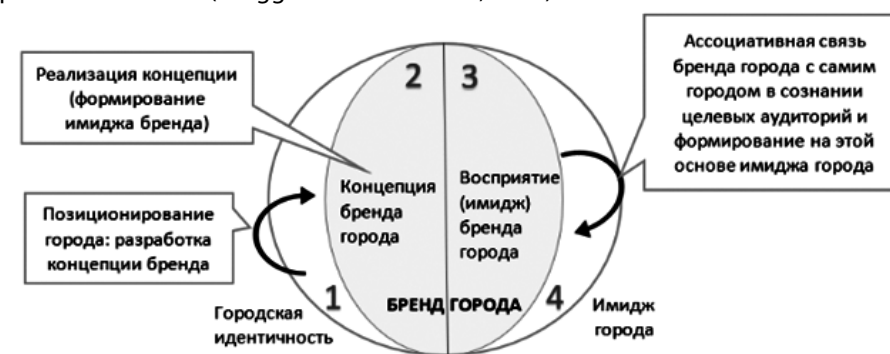 Реализация концепции
(формирование
имиджа бренда)
Позиционирование
города: разработка
концепции бренда
Городская
идентичность
1
2
3
4
Концепция
бренда
города
Восприятие
(имидж)
бренда
города
БРЕНД ГОРОДА
Имидж
города
Ассоциативная связь
бренда города с самим
городом в сознании
целевых аудиторий и
формирование на этой
основе имиджа города